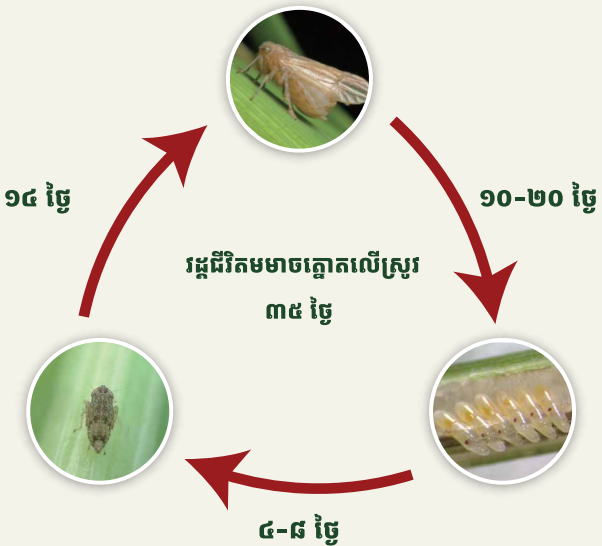 ១៤ ថ្ងៃ
១០-២០ ថ្ងៃ
វដ្តជីវិតមមាចត្នោតលើស្រូវ
៣៥ ថ្ងៃ
៤-៨ ថ្ងៃ